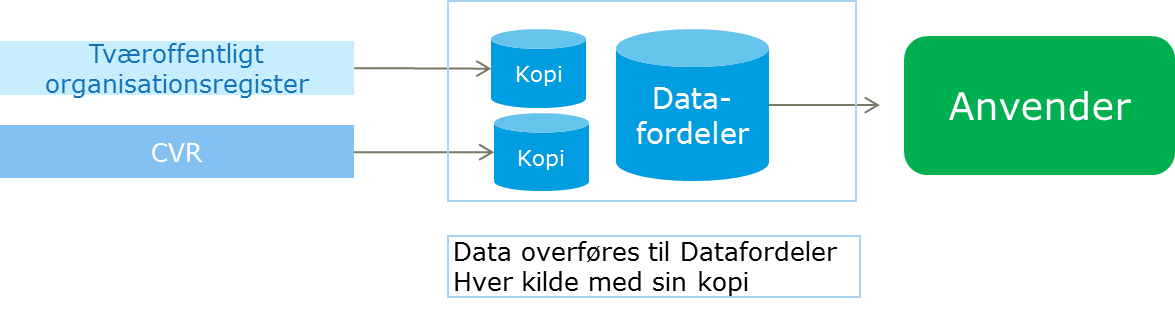 Tværoffentligt
organisationsregister
CVR
Kopi
Kopi
Data-
fordeler
Anvender
Data overføres til Datafordeler
Hver kilde med sin kopi